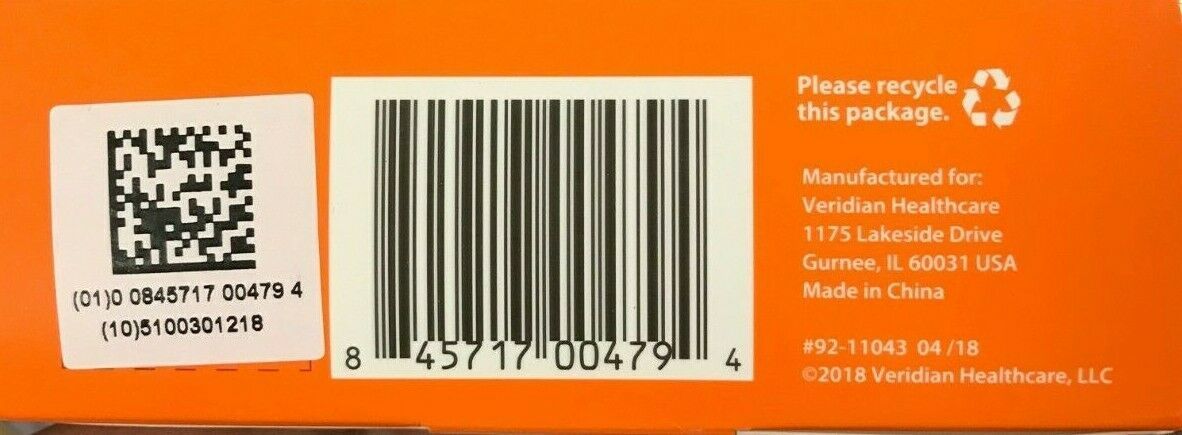 (01)0 0845717 00479 4
(10)5100301218
8 45717 00479 4
Please recycle
this package.
Manufactured for:
Veridian Healthcare
1175 Lakeside Drive
Gurnee, IL 60031 USA
Made in China
#92-11043 04 /18
©2018 Veridian Healthcare, LLC